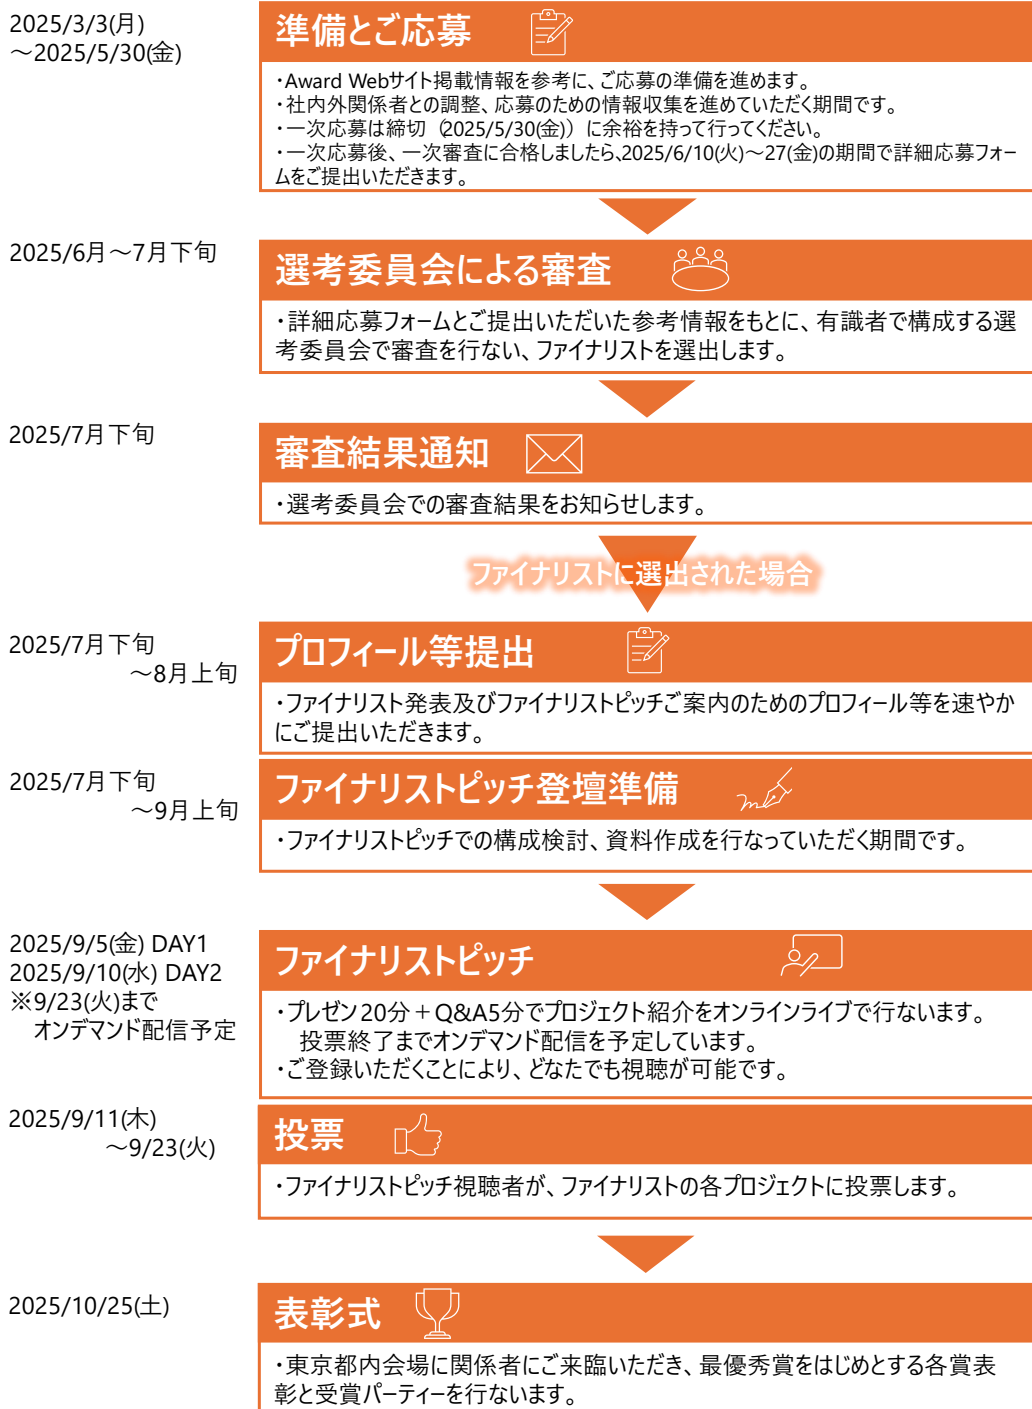 2025/3/3(月)
～2025/5/30(金)
準備とご応募
・Award Webサイト掲載情報を参考に、ご応募の準備を進めます。
・社内外関係者との調整、応募のための情報収集を進めていただく期間です。
・一次応募は締切（2025/5/30(金)）に余裕を持って行ってください。
・一次応募後、一次審査に合格しましたら、2025/6/10(火)～27(金)の期間で詳細応募フォー
ムをご提出いただきます。
2025/6月～7月下旬
選考委員会による審査
・詳細応募フォームとご提出いただいた参考情報をもとに、有識者で構成する選
考委員会で審査を行ない、ファイナリストを選出します。
2025/7月下旬
審査結果通知
・選考委員会での審査結果をお知らせします。
ファイナリストに選出された場合
2025/7月下旬
～8月上旬
プロフィール等提出
・ファイナリスト発表及びファイナリストピッチご案内のためのプロフィール等を速やか
にご提出いただきます。
2025/7月下旬
～9月上旬
ファイナリストピッチ登壇準備
・ファイナリストピッチでの構成検討、資料作成を行なっていただく期間です。
2025/9/5(金) DAY1
2025/9/10(水) DAY2
※9/23(火)まで
オンデマンド配信予定
ファイナリストピッチ
・プレゼン20分＋Q&A5分でプロジェクト紹介をオンラインライブで行ないます。
投票終了までオンデマンド配信を予定しています。
・ご登録いただくことにより、どなたでも視聴が可能です。
2025/9/11(木)
～9/23(火)
投票
・ファイナリストピッチ視聴者が、ファイナリストの各プロジェクトに投票します。
2025/10/25(土)
表彰式
・東京都内会場に関係者にご来臨いただき、最優秀賞をはじめとする各賞表
彰と受賞パーティーを行ないます。